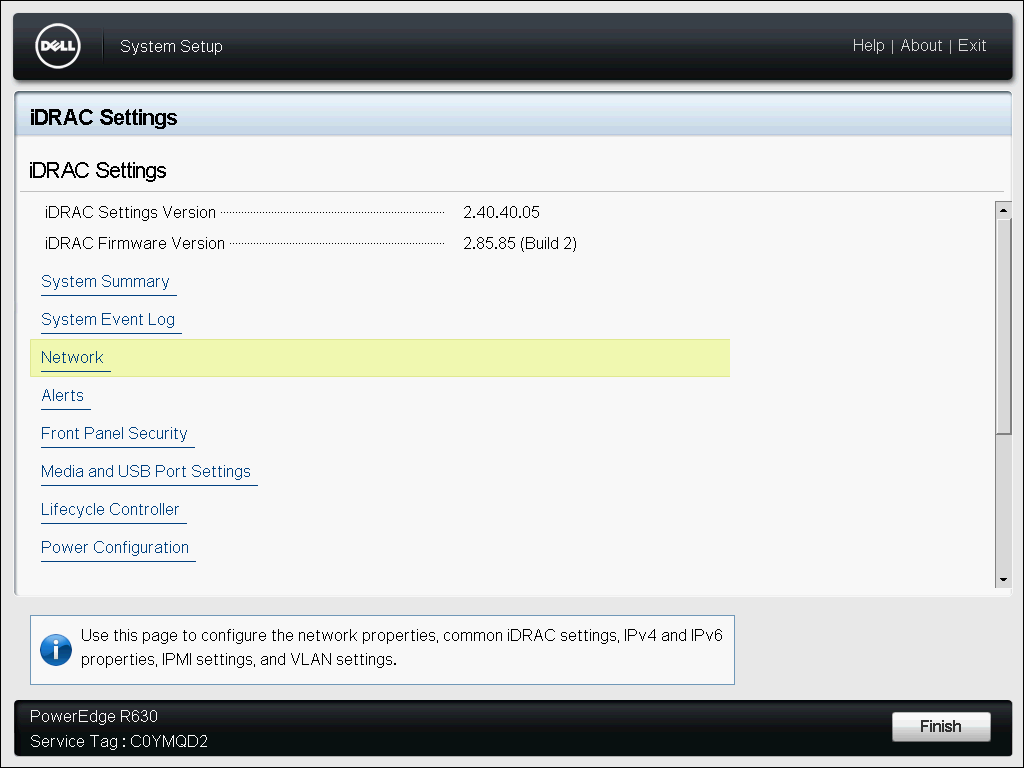 DELL
System Setup
Help | About | Exit
iDRAC Settings
iDRAC Settings
iDRAC Settings Version 2.40.40.05
iDRAC Firmware Version 2.85.85 (Build 2)
System Summary
System Event Log
Network
Alerts
Front Panel Security
Media and USB Port Settings
Lifecycle Controller
Power Configuration
Use this page to configure the network properties, common iDRAC settings, IPv4 and IPv6
properties, IPMI settings, and VLAN settings.
PowerEdge R630
Service Tag : C0YMQD2
Finish